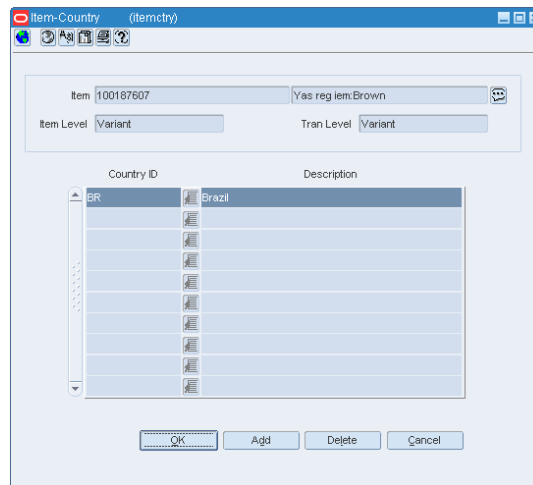 Item-Country (itemctry)
Item 100187607 Yas reg iem:Brown
Item Level Variant Tran Level Variant
Country ID Description
BR Brazil
OK Add Delete Cancel